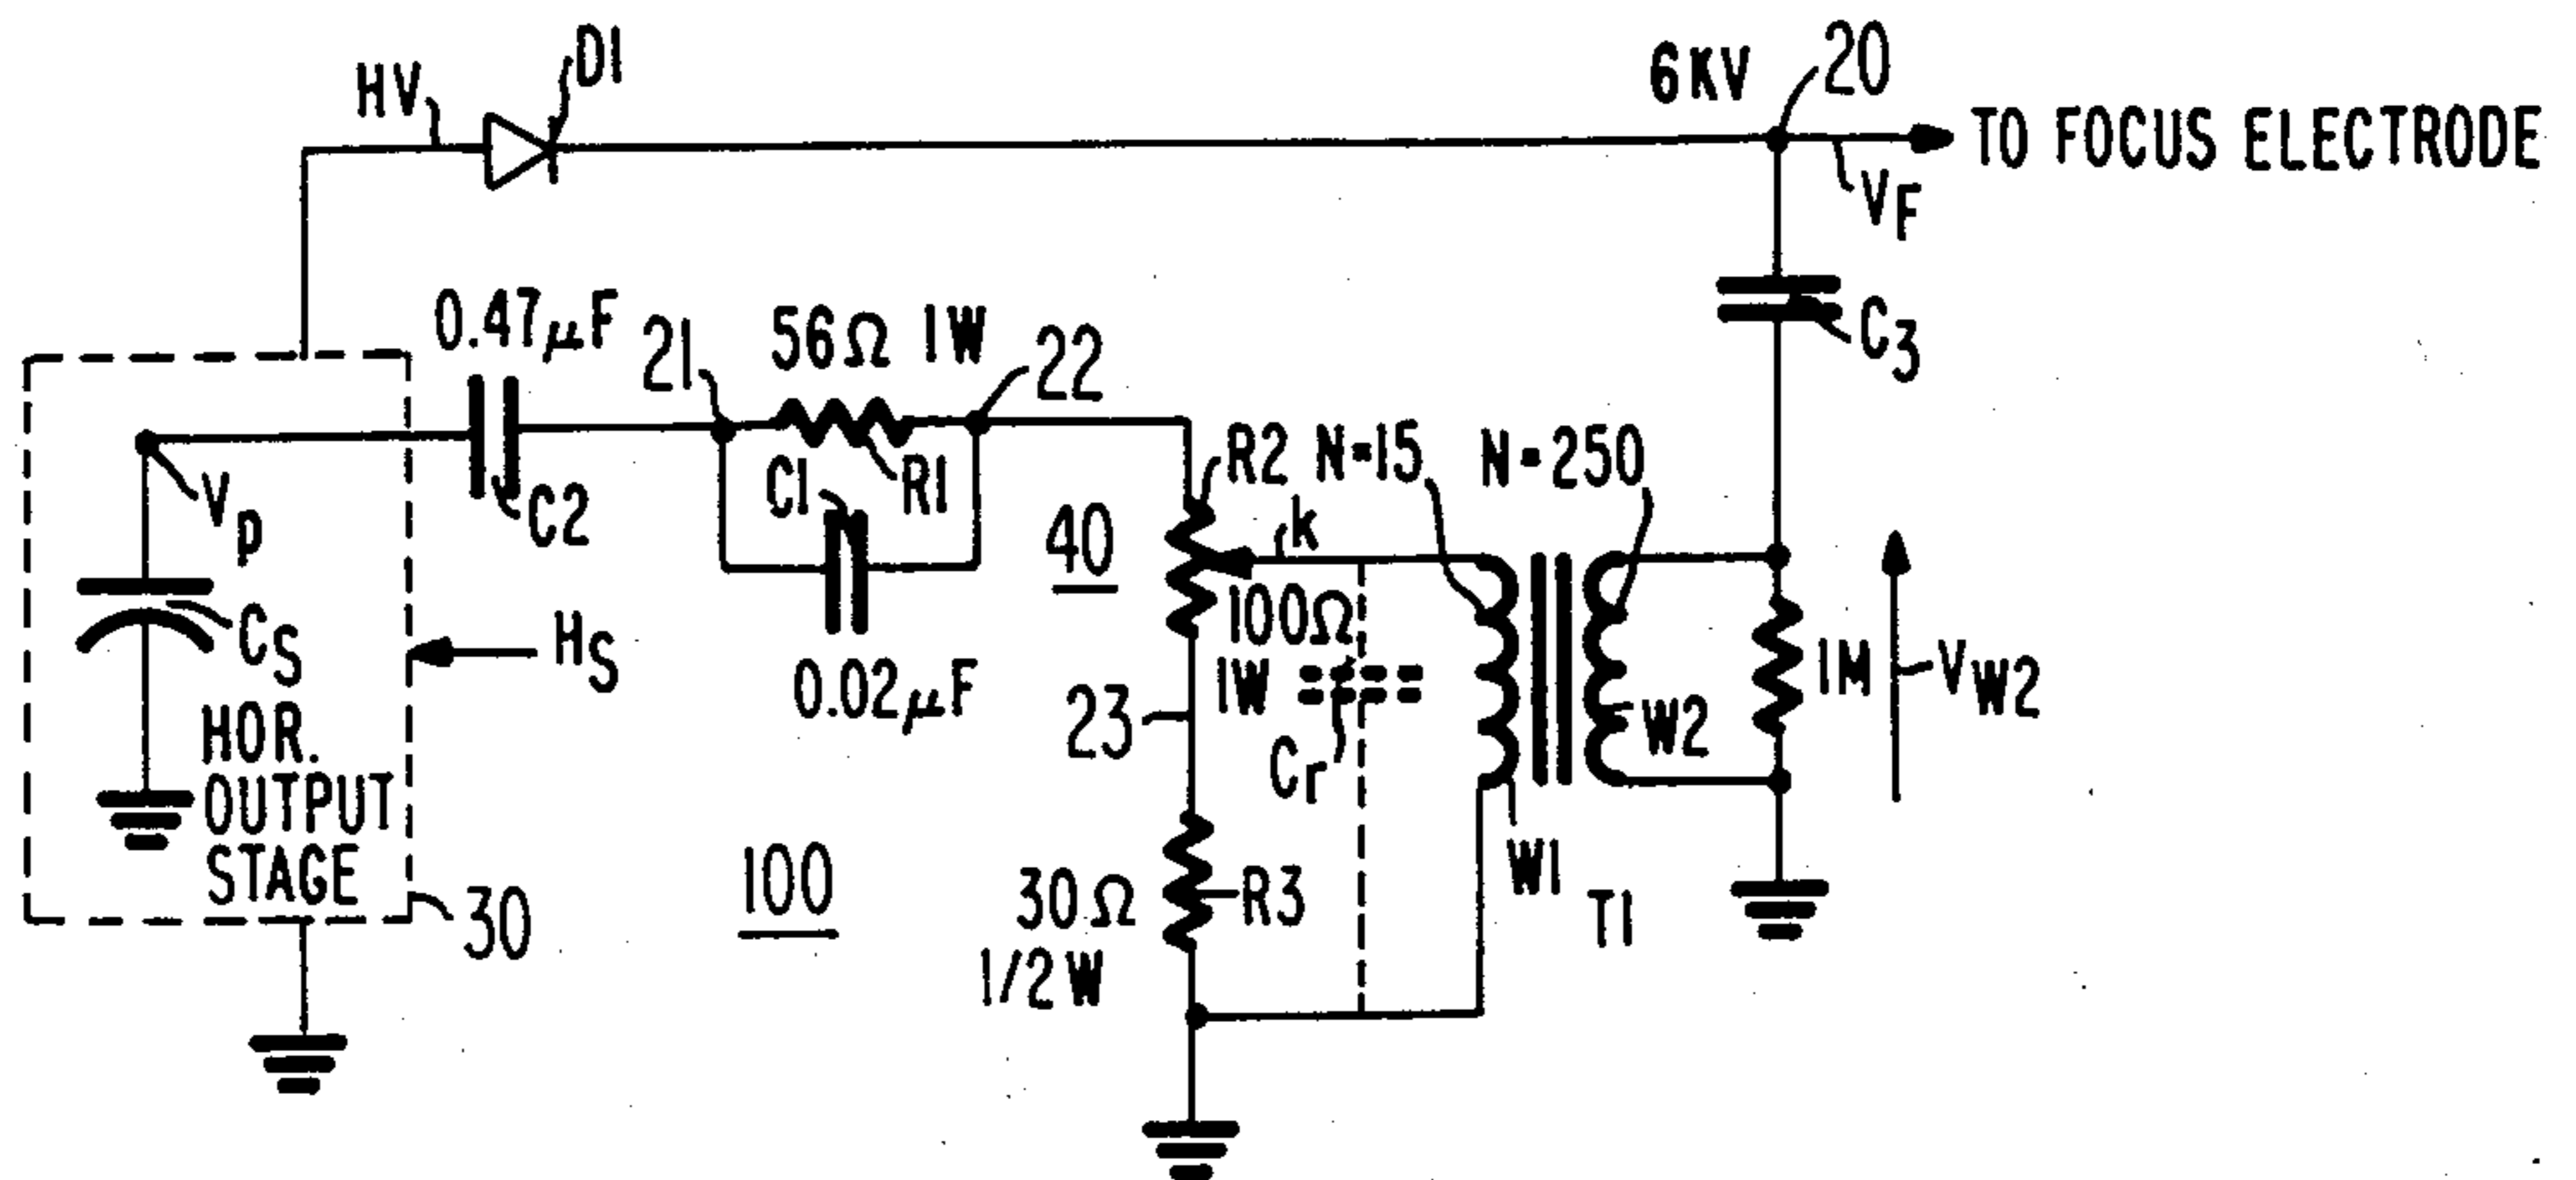 HV
D1
6KV
20
TO FOCUS ELECTRODE
VF
0.47µF
21
56Ω 1W
22
C3
Vp
C2
C1
R1
R2
N=15
N=250
40
k
100Ω
1W
CS
HS
0.02µF
23
Cr
W2
1M
VW2
HOR.
OUTPUT
STAGE
30
100
30Ω
1/2W
R3
W1
T1